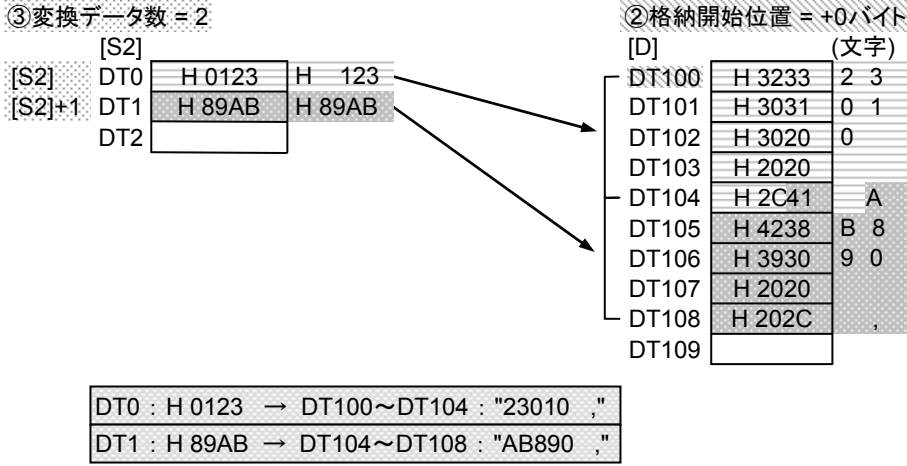 ③変換データ数 = 2 ②格納開始位置 = +0バイト
[S2] [D] (文字)
[S2] DT0 H 0123 H 123 DT100 H 3233 2 3
[S2]+1 DT1 H 89AB H 89AB DT101 H 3031 0 1
DT2 DT102 H 3020 0
DT103 H 2020
DT104 H 2C41 A
DT105 H 4238 B 8
DT106 H 3930 9 0
DT107 H 2020
DT108 H 202C ,
DT109
DT0 : H 0123 → DT100～DT104 : "23010 ,"
DT1 : H 89AB → DT104～DT108 : "AB890 ,"